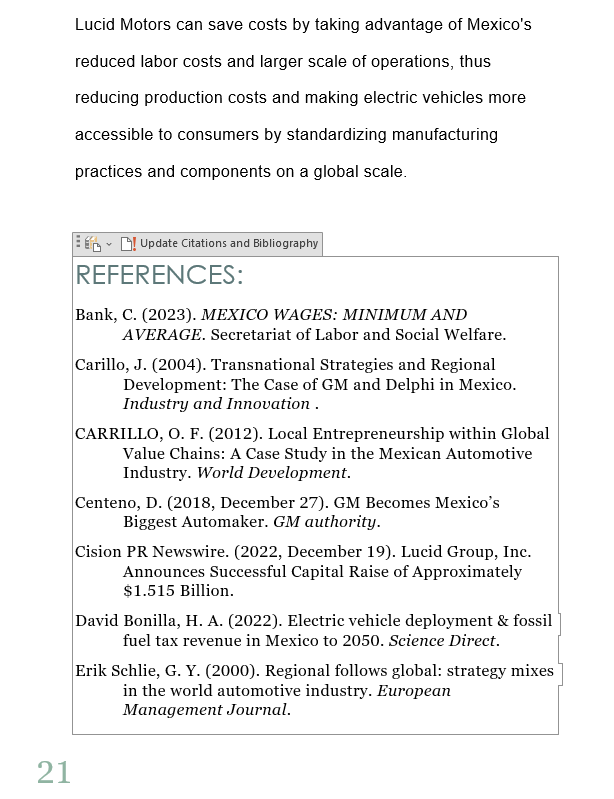 Lucid Motors can save costs by taking advantage of Mexico's
reduced labor costs and larger scale of operations, thus
reducing production costs and making electric vehicles more
accessible to consumers by standardizing manufacturing
practices and components on a global scale.
Update Citations and Bibliography
REFERENCES:
Bank, C. (2023). MEXICO WAGES: MINIMUM AND
AVERAGE. Secretariat of Labor and Social Welfare.
Carillo, J. (2004). Transnational Strategies and Regional
Development: The Case of GM and Delphi in Mexico.
Industry and Innovation .
CARRILLO, O. F. (2012). Local Entrepreneurship within Global
Value Chains: A Case Study in the Mexican Automotive
Industry. World Development.
Centeno, D. (2018, December 27). GM Becomes Mexico’s
Biggest Automaker. GM authority.
Cision PR Newswire. (2022, December 19). Lucid Group, Inc.
Announces Successful Capital Raise of Approximately
$1.515 Billion.
David Bonilla, H. A. (2022). Electric vehicle deployment & fossil
fuel tax revenue in Mexico to 2050. Science Direct.
Erik Schlie, G. Y. (2000). Regional follows global: strategy mixes
in the world automotive industry. European
Management Journal.
21